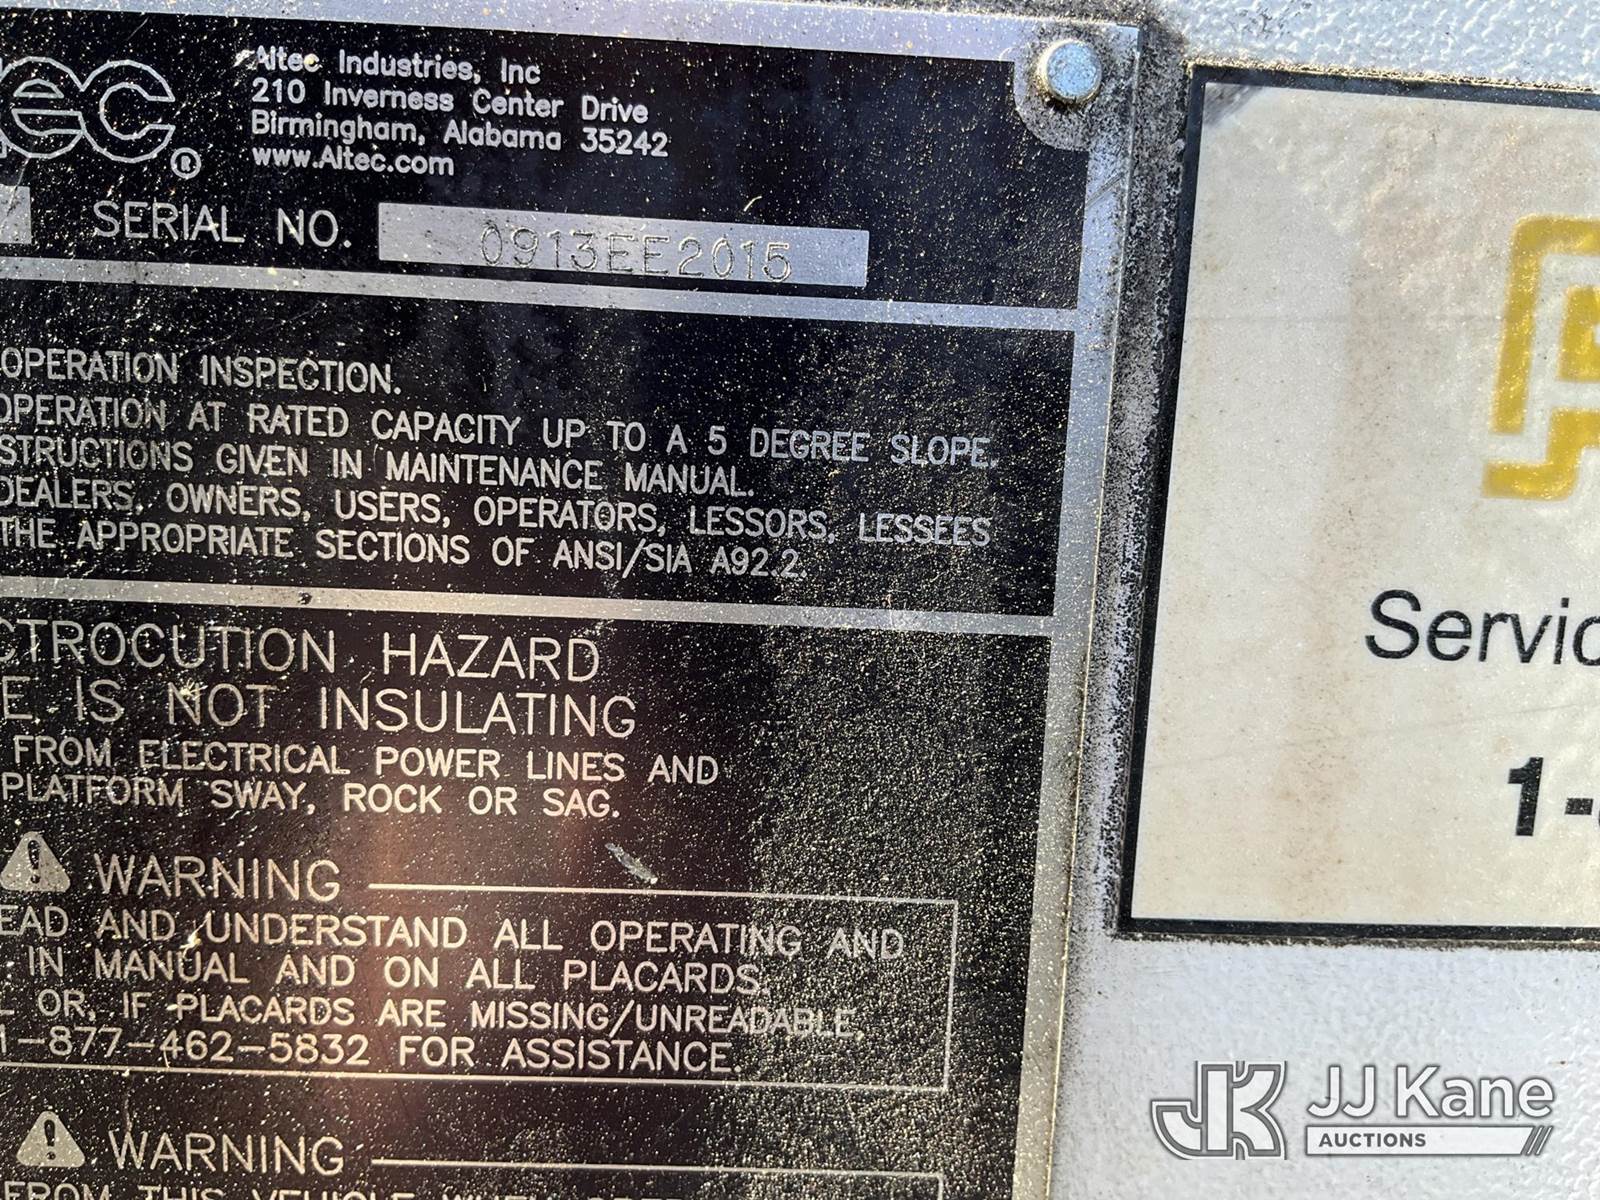 Altec Industries, Inc
210 Inverness Center Drive
Birmingham, Alabama 35242
www.Altec.com
®
SERIAL NO. 0913EE2015
OPERATION INSPECTION.
OPERATION AT RATED CAPACITY UP TO A 5 DEGREE SLOPE,
STRUCTIONS GIVEN IN MAINTENANCE MANUAL.
DEALERS, OWNERS, USERS, OPERATORS, LESSORS, LESSEES
THE APPROPRIATE SECTIONS OF ANSI/SIA A92.2.
CTROCUTION HAZARD
E IS NOT INSULATING
FROM ELECTRICAL POWER LINES AND
PLATFORM SWAY, ROCK OR SAG.
WARNING
EAD AND UNDERSTAND ALL OPERATING AND
IN MANUAL AND ON ALL PLACARDS.
L OR, IF PLACARDS ARE MISSING/UNREADABLE
1-877-462-5832 FOR ASSISTANCE.
WARNING
FROM THIS VEHICLE WHEN
Servic
1-
JJ Kane
AUCTIONS